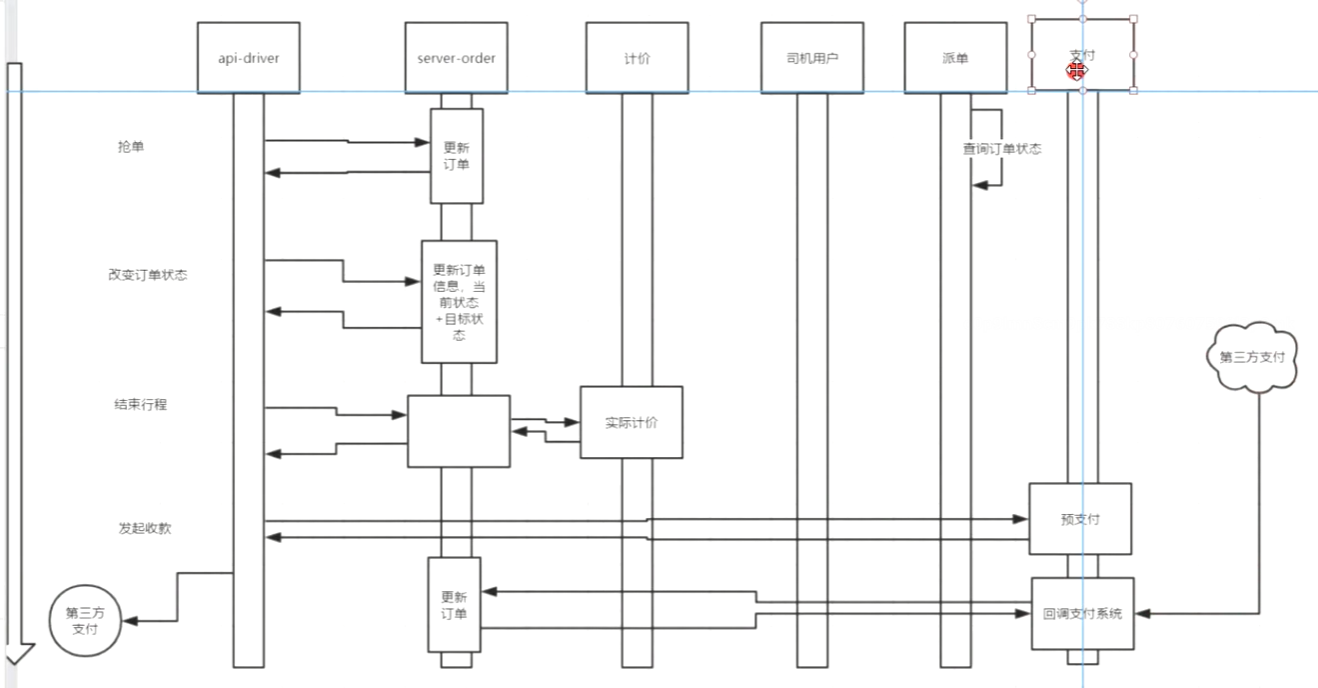 api-driver
server-order
计价
司机用户
派单
支付
抢单
更新
订单
查询订单状态
改变订单状态
更新订单
信息，当
前状态
+目标状
态
第三方支付
结束行程
实际计价
发起收款
预支付
第三方
支付
更新
订单
回调支付系统